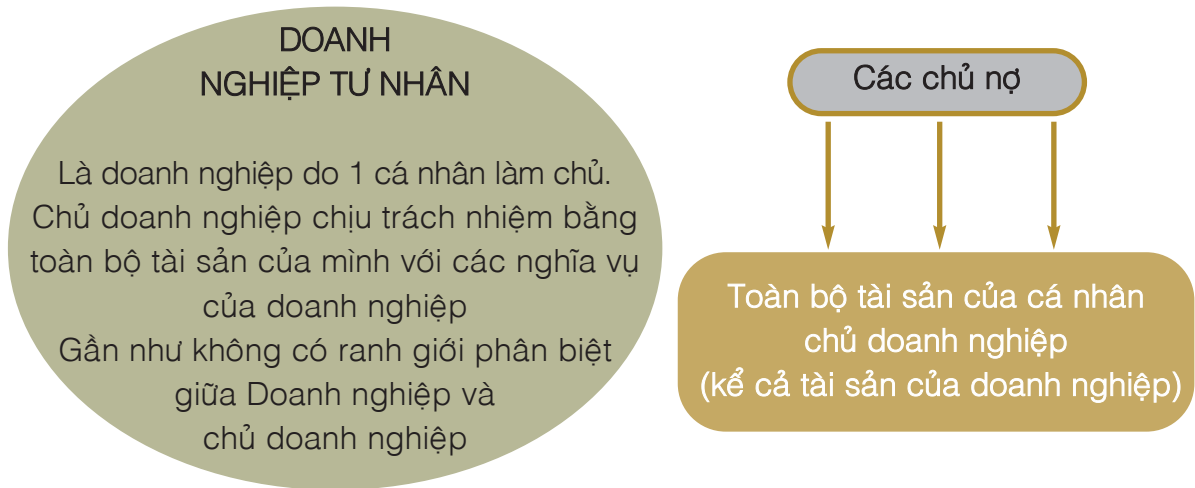 DOANH
NGHIỆP TƯ NHÂN
Là doanh nghiệp do 1 cá nhân làm chủ.
Chủ doanh nghiệp chịu trách nhiệm bằng
toàn bộ tài sản của mình với các nghĩa vụ
của doanh nghiệp
Gần như không có ranh giới phân biệt
giữa Doanh nghiệp và
chủ doanh nghiệp
Các chủ nợ
Toàn bộ tài sản của cá nhân
chủ doanh nghiệp
(kể cả tài sản của doanh nghiệp)